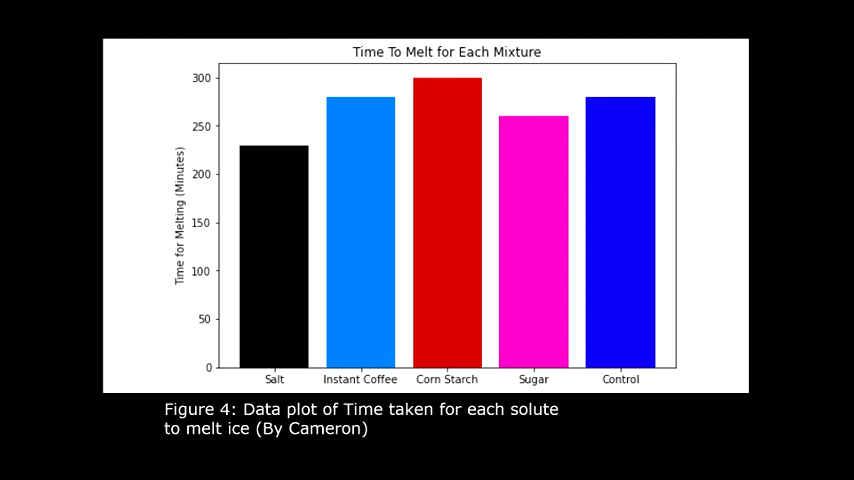 Time To Melt for Each Mixture
Time for Melting (Minutes)
300
250
200
150
100
50
0
Salt Instant Coffee Corn Starch Sugar Control
Figure 4: Data plot of Time taken for each solute
to melt ice (By Cameron)